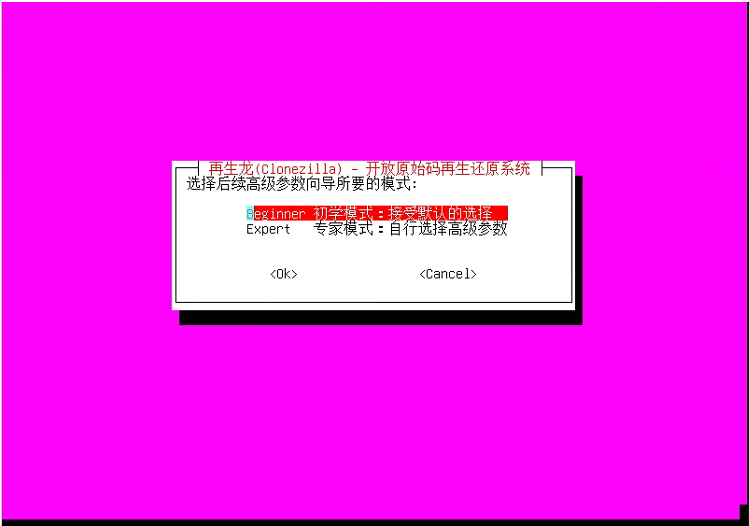 再生龙(Clonezilla) - 开放原始码再生还原系统
选择后续高级参数向导所要的模式:
Beginner 初学模式：接受默认的选择
Expert 专家模式：自行选择高级参数
<Ok> <Cancel>